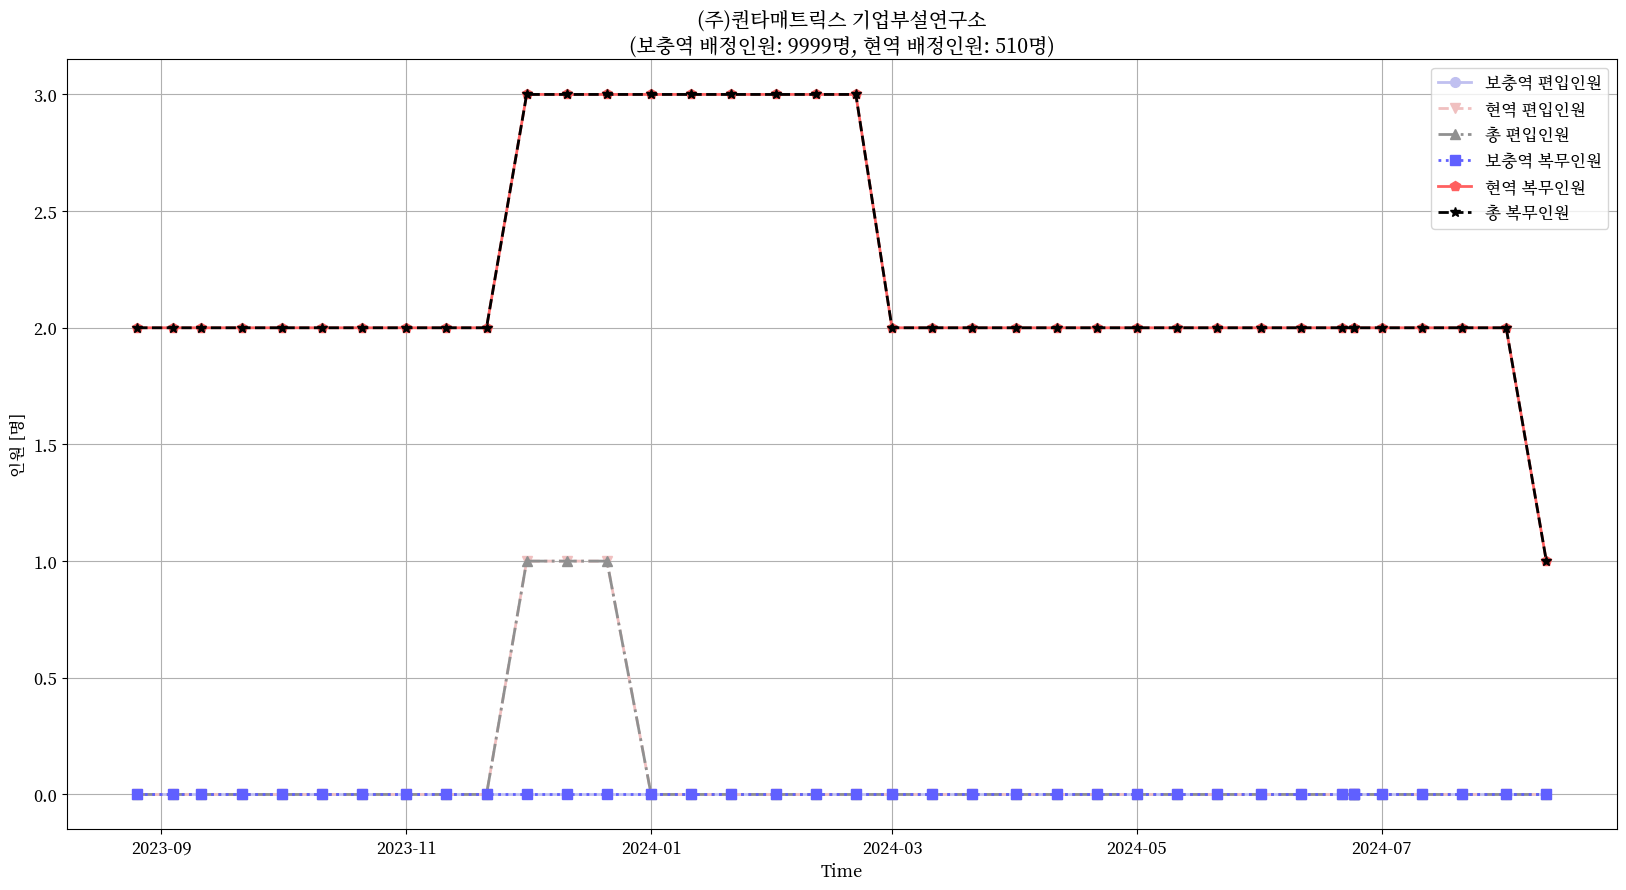 (주)퀀타매트릭스 기업부설연구소
(보충역 배정인원: 9999명, 현역 배정인원: 510명)
보충역 편입인원
현역 편입인원
총 편입인원
보충역 복무인원
현역 복무인원
총 복무인원
3.0
2.5
2.0
1.5
1.0
0.5
0.0
인원 [명]
2023-09
2023-11
2024-01
2024-03
2024-05
2024-07
Time